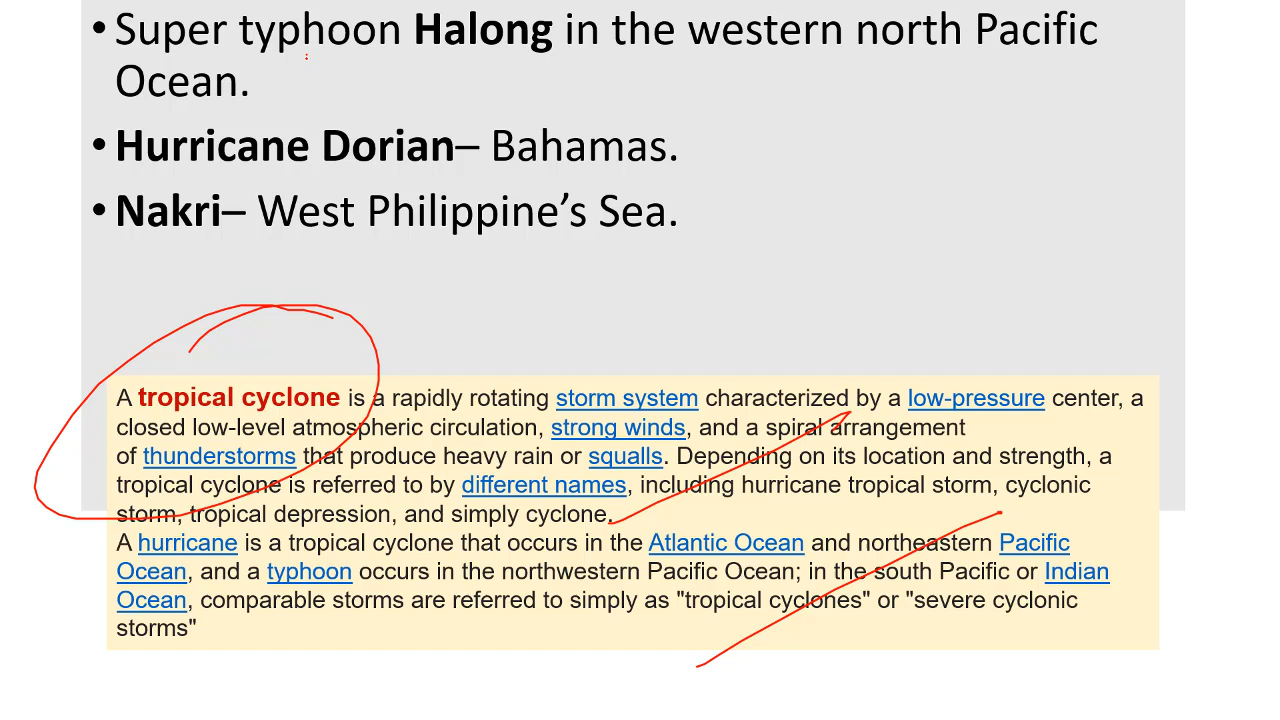 • Super typhoon Halong in the western north Pacific
Ocean.
• Hurricane Dorian– Bahamas.
• Nakri– West Philippine’s Sea.
A tropical cyclone is a rapidly rotating storm system characterized by a low-pressure center, a
closed low-level atmospheric circulation, strong winds, and a spiral arrangement
of thunderstorms that produce heavy rain or squalls. Depending on its location and strength, a
tropical cyclone is referred to by different names, including hurricane tropical storm, cyclonic
storm, tropical depression, and simply cyclone.
A hurricane is a tropical cyclone that occurs in the Atlantic Ocean and northeastern Pacific
Ocean, and a typhoon occurs in the northwestern Pacific Ocean; in the south Pacific or Indian
Ocean, comparable storms are referred to simply as "tropical cyclones" or "severe cyclonic
storms"